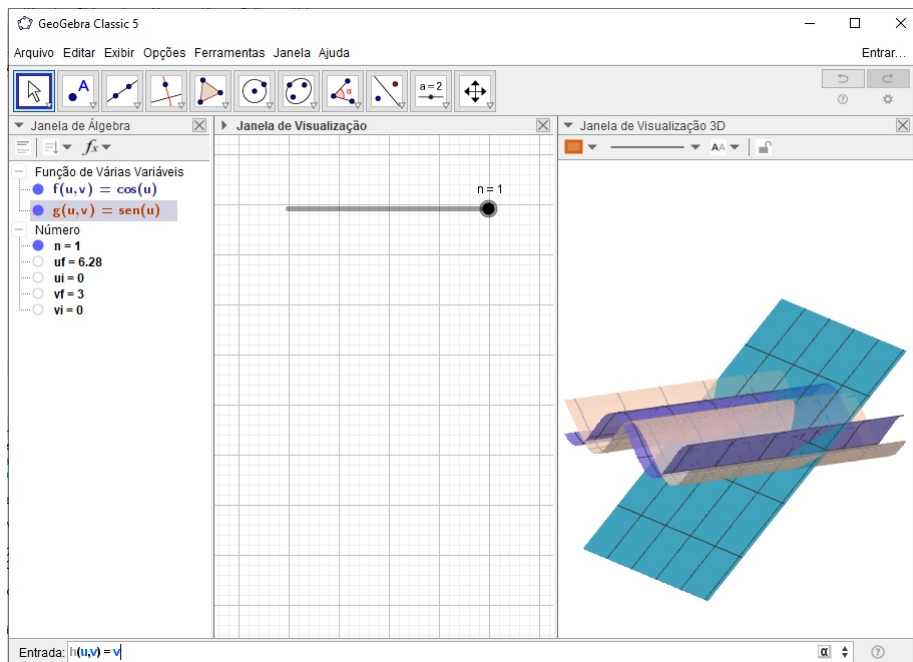 GeoGebra Classic 5
Arquivo Editar Exibir Opções Ferramentas Janela Ajuda Entrar...
A α a=2
Janela de Álgebra
Janela de Visualização
Janela de Visualização 3D
fx
AA
Função de Várias Variáveis
f(u,v) = cos(u)
g(u,v) = sen(u)
Número
n = 1
uf = 6.28
ui = 0
vf = 3
vi = 0
n = 1
Entrada: h(u,v) = v α